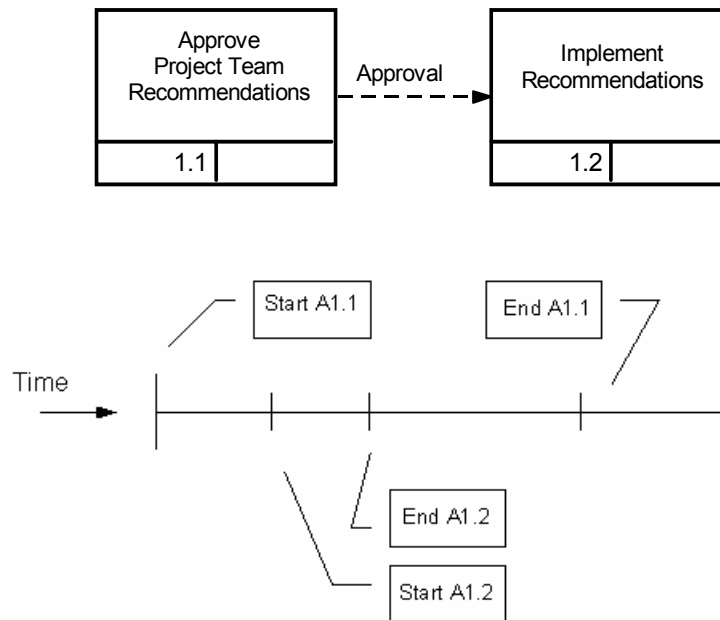 Approve
Project Team
Recommendations
Approval
Implement
Recommendations
1.1
1.2
Start A1.1
End A1.1
Time
End A1.2
Start A1.2